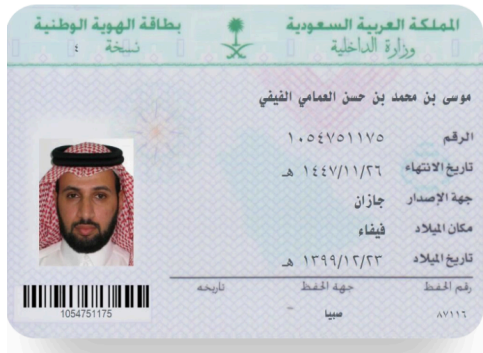 المملكة العربية السعودية
وزارة الداخلية
بطاقة الهوية الوطنية
نسخة ٤
موسى بن محمد بن حسن العمامي الفيفي
الرقم ١٠٥٤٧٥١١٧٥
تاريخ الانتهاء ١٤٤٧/١١/٢٦ هـ
جهة الإصدار جازان
مكان الميلاد فيفاء
تاريخ الميلاد ١٣٩٩/١٢/٢٣ هـ
رقم الحفظ جهة الحفظ تاريخه
٨٧١١٦ صبيا
1054751175